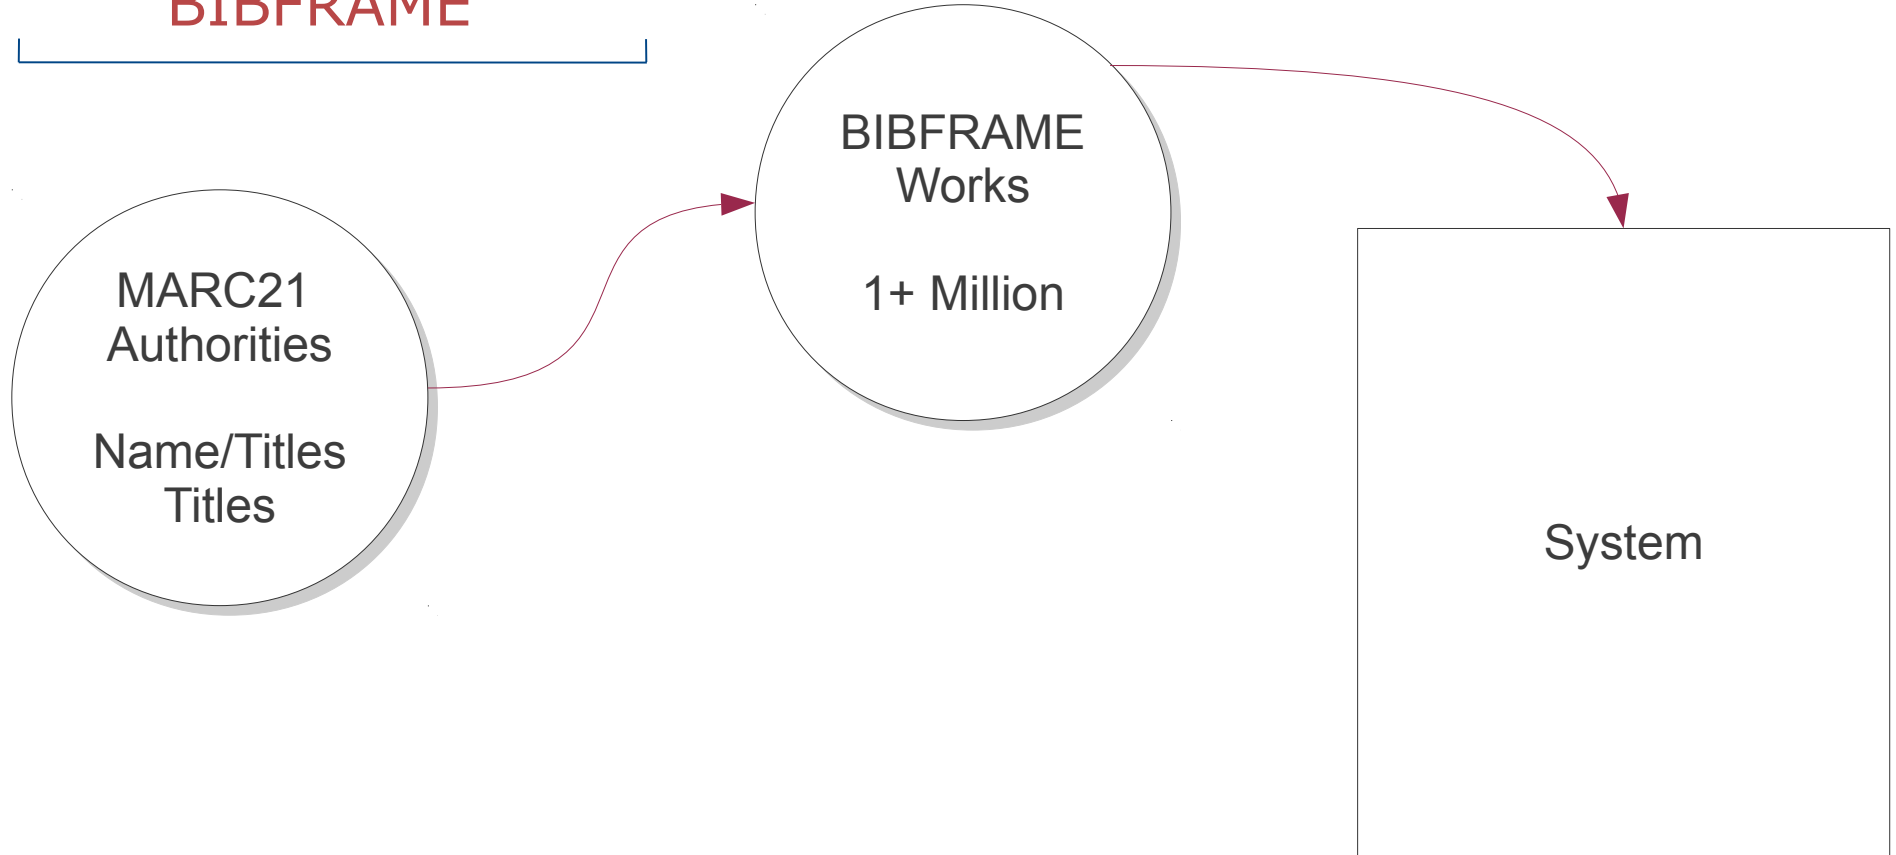 BIBFRAME
BIBFRAME
Works
1+ Million
MARC21
Authorities
Name/Titles
Titles
System